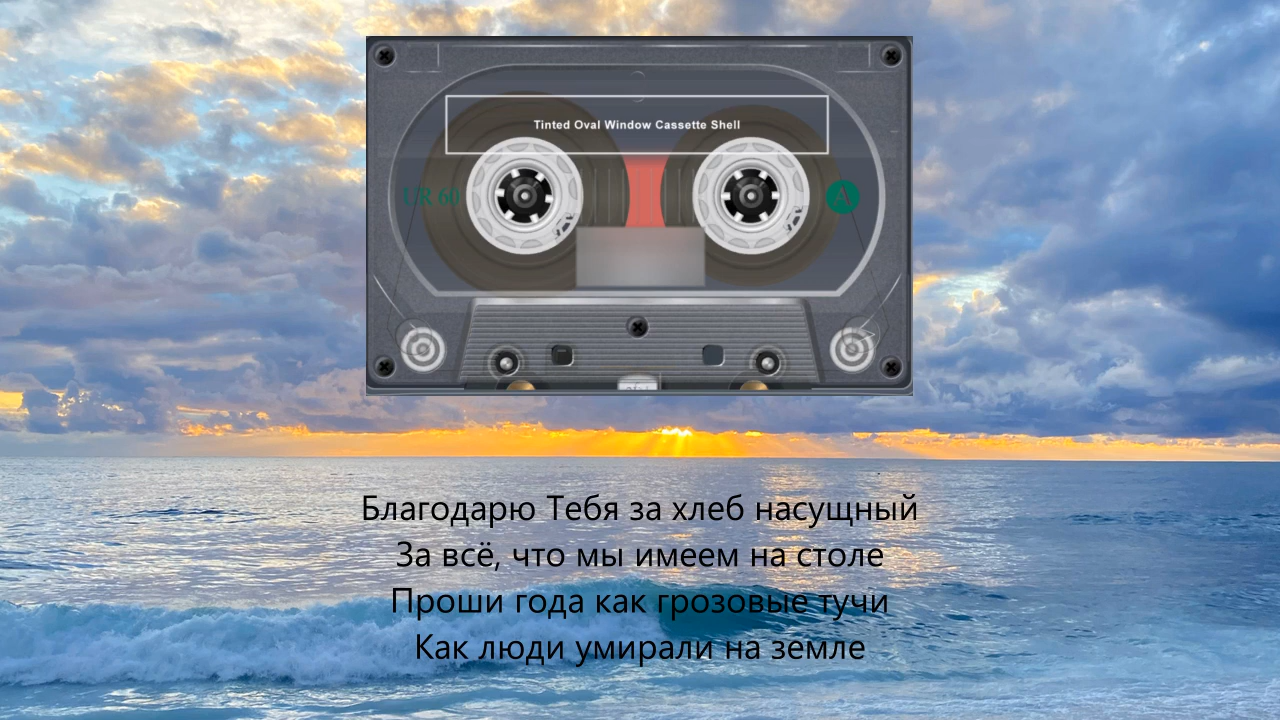 Tinted Oval Window Cassette Shell
UR 60
A
Благодарю Тебя за хлеб насущный
За всё, что мы имеем на столе
Проши года как грозовые тучи
Как люди умирали на земле